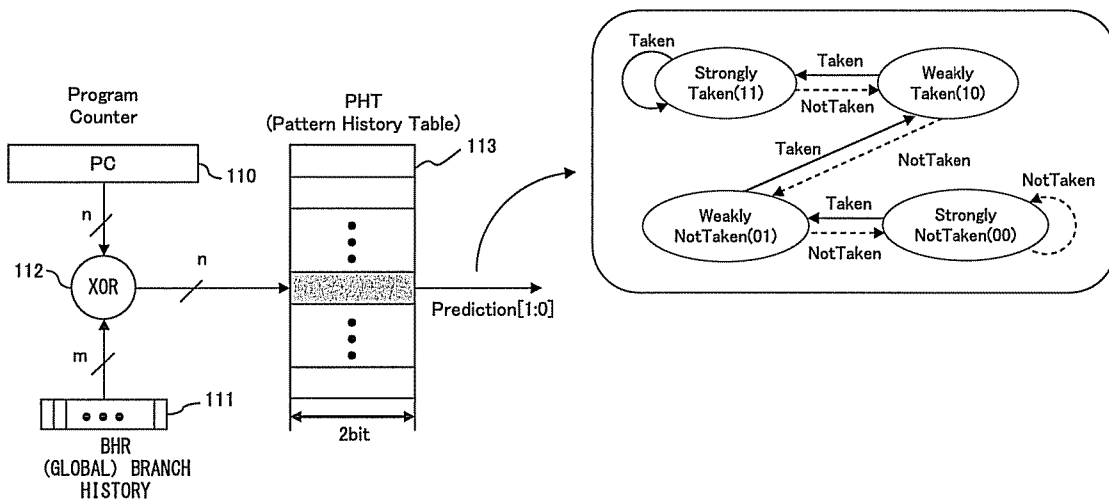 Program
Counter
PC
110
n
112
XOR
n
m
111
BHR
(GLOBAL) BRANCH
HISTORY
PHT
(Pattern History Table)
113
Prediction[1:0]
2bit
Taken
Strongly
Taken(11)
Taken
NotTaken
Weakly
Taken(10)
Taken
NotTaken
NotTaken
Weakly
NotTaken(01)
Taken
NotTaken
Strongly
NotTaken(00)